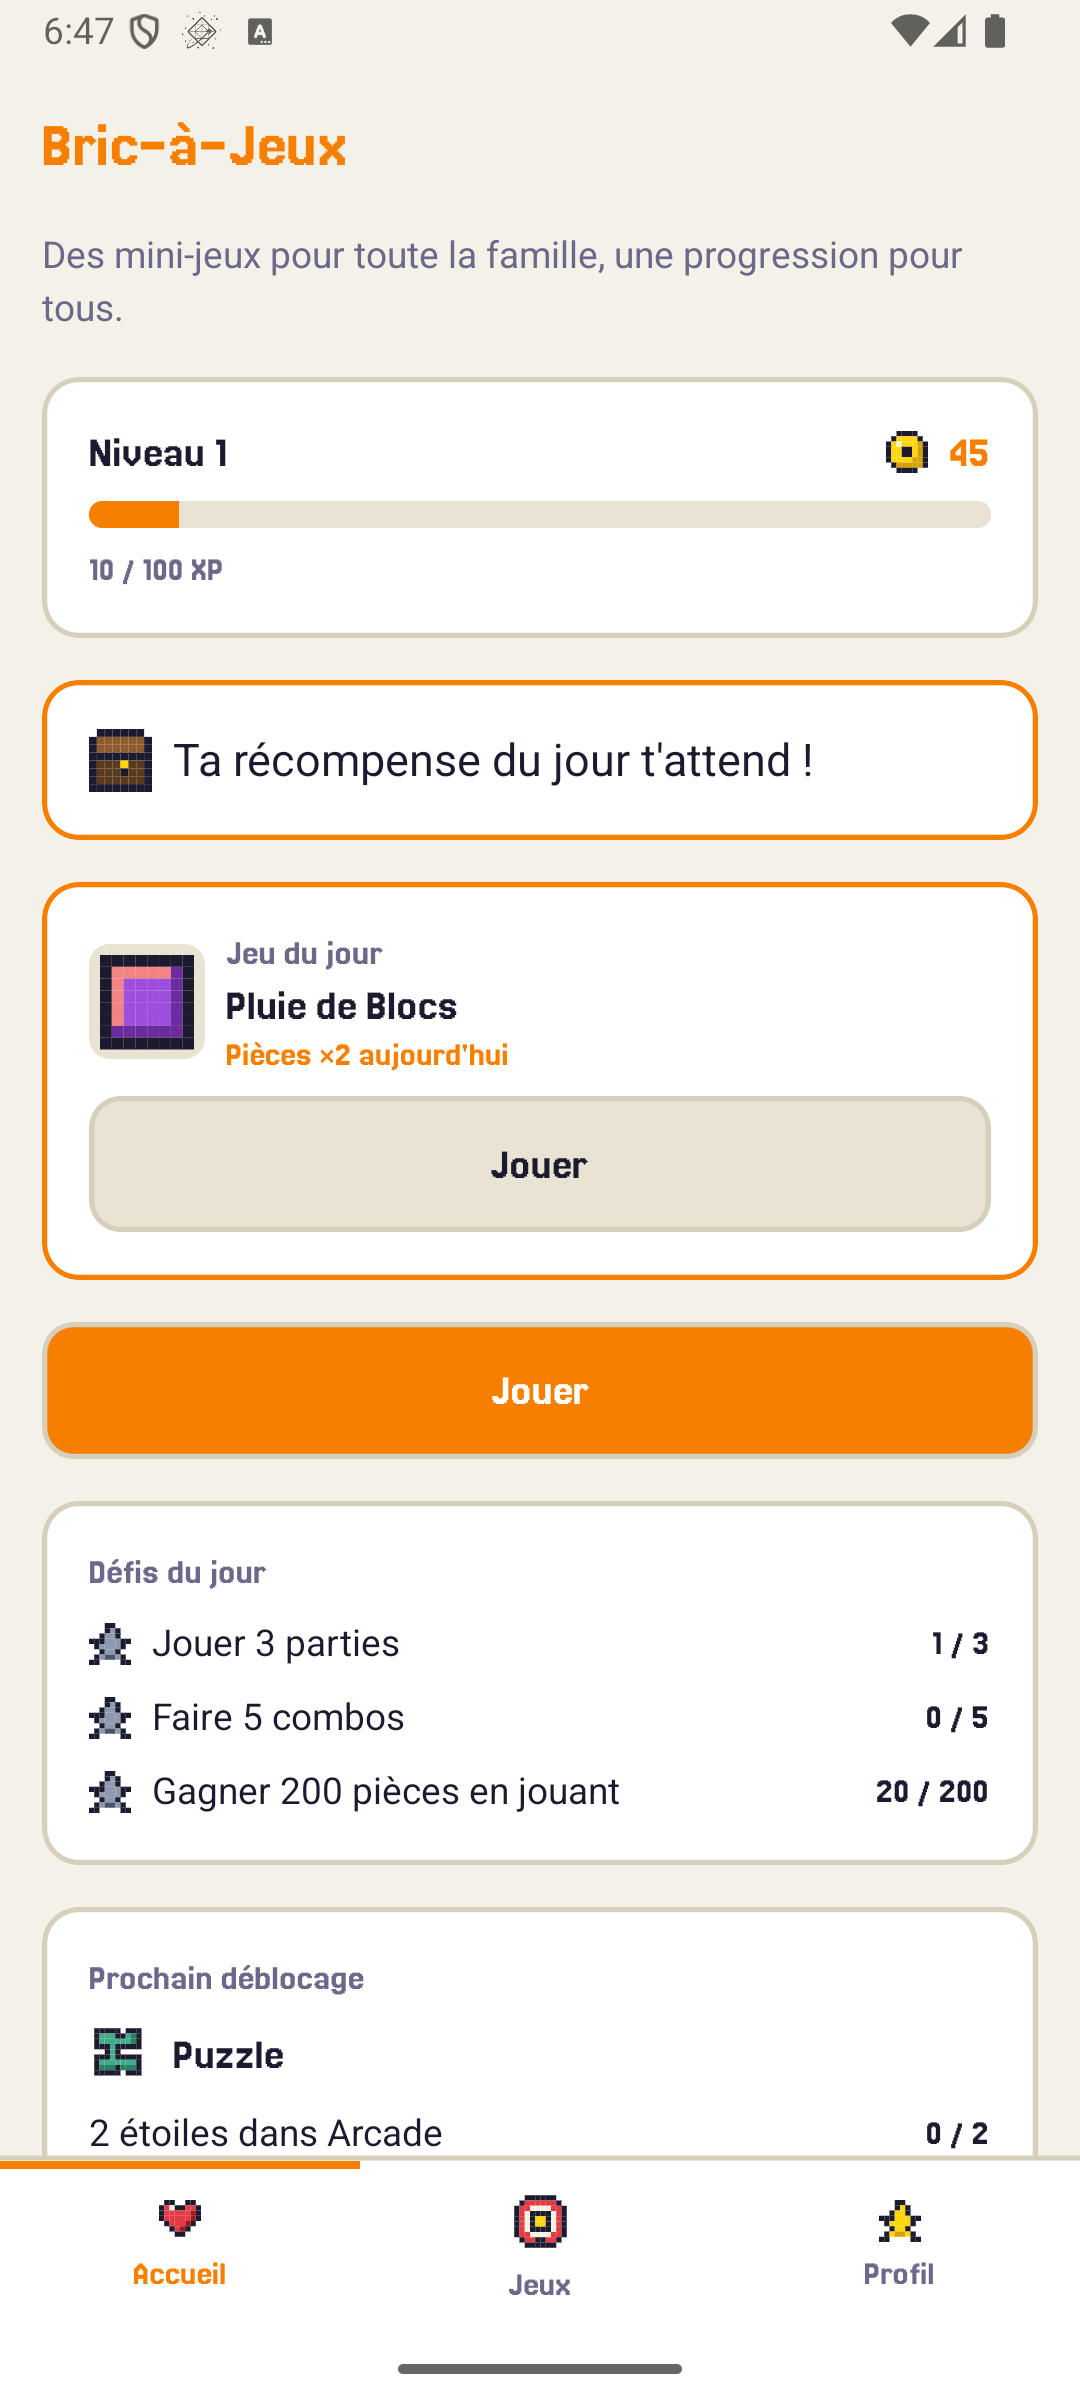 6:47
Bric-à-Jeux
Des mini-jeux pour toute la famille, une progression pour
tous.
Niveau 1
45
10 / 100 XP
Ta récompense du jour t'attend !
Jeu du jour
Pluie de Blocs
Pièces ×2 aujourd'hui
Jouer
Jouer
Défis du jour
Jouer 3 parties 1 / 3
Faire 5 combos 0 / 5
Gagner 200 pièces en jouant 20 / 200
Prochain déblocage
Puzzle
2 étoiles dans Arcade 0 / 2
Accueil
Jeux
Profil